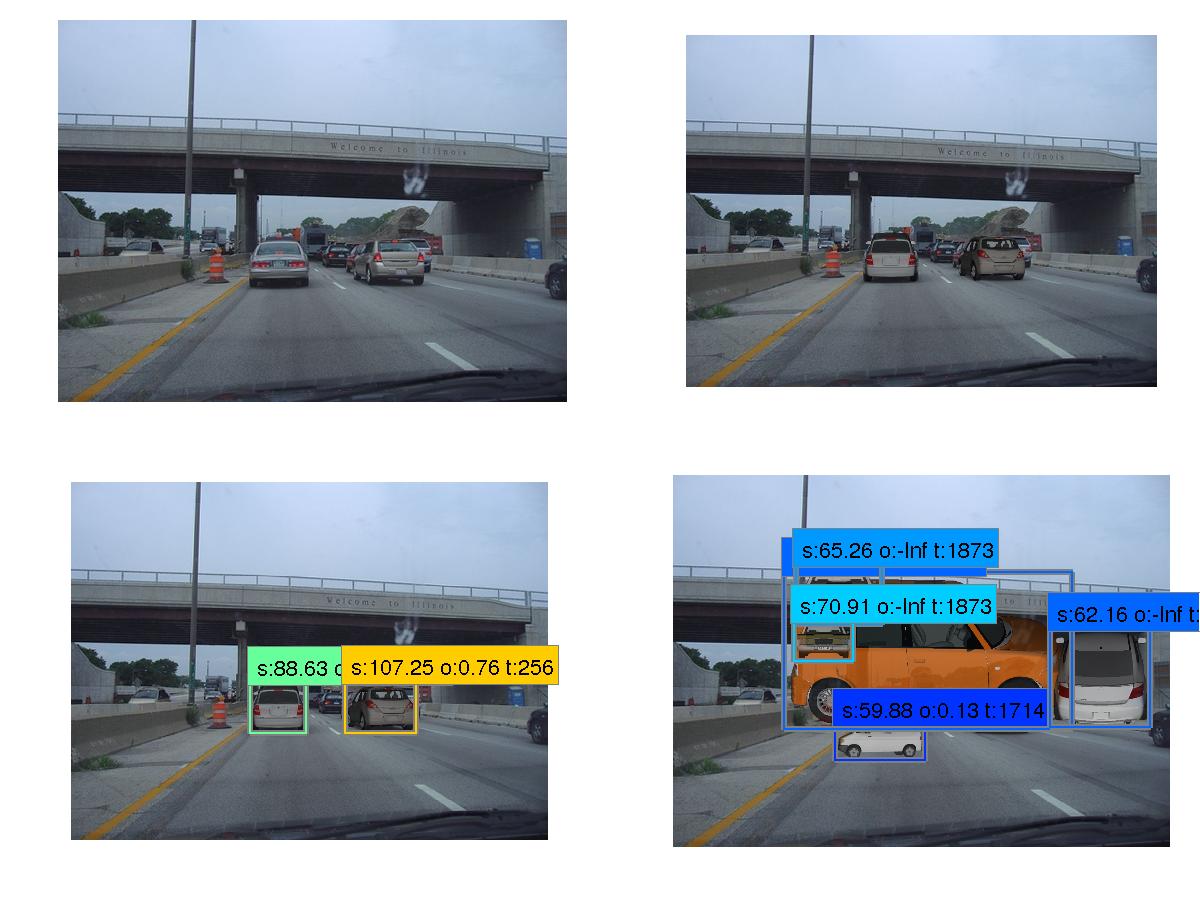 Welcome to Illinois
Welcome to Illinois
Welcome to Illinois
s:88.63 o
s:107.25 o:0.76 t:256
s:65.26 o:-Inf t:1873
s:70.91 o:-Inf t:1873
s:62.16 o:-Inf t:
s:59.88 o:0.13 t:1714